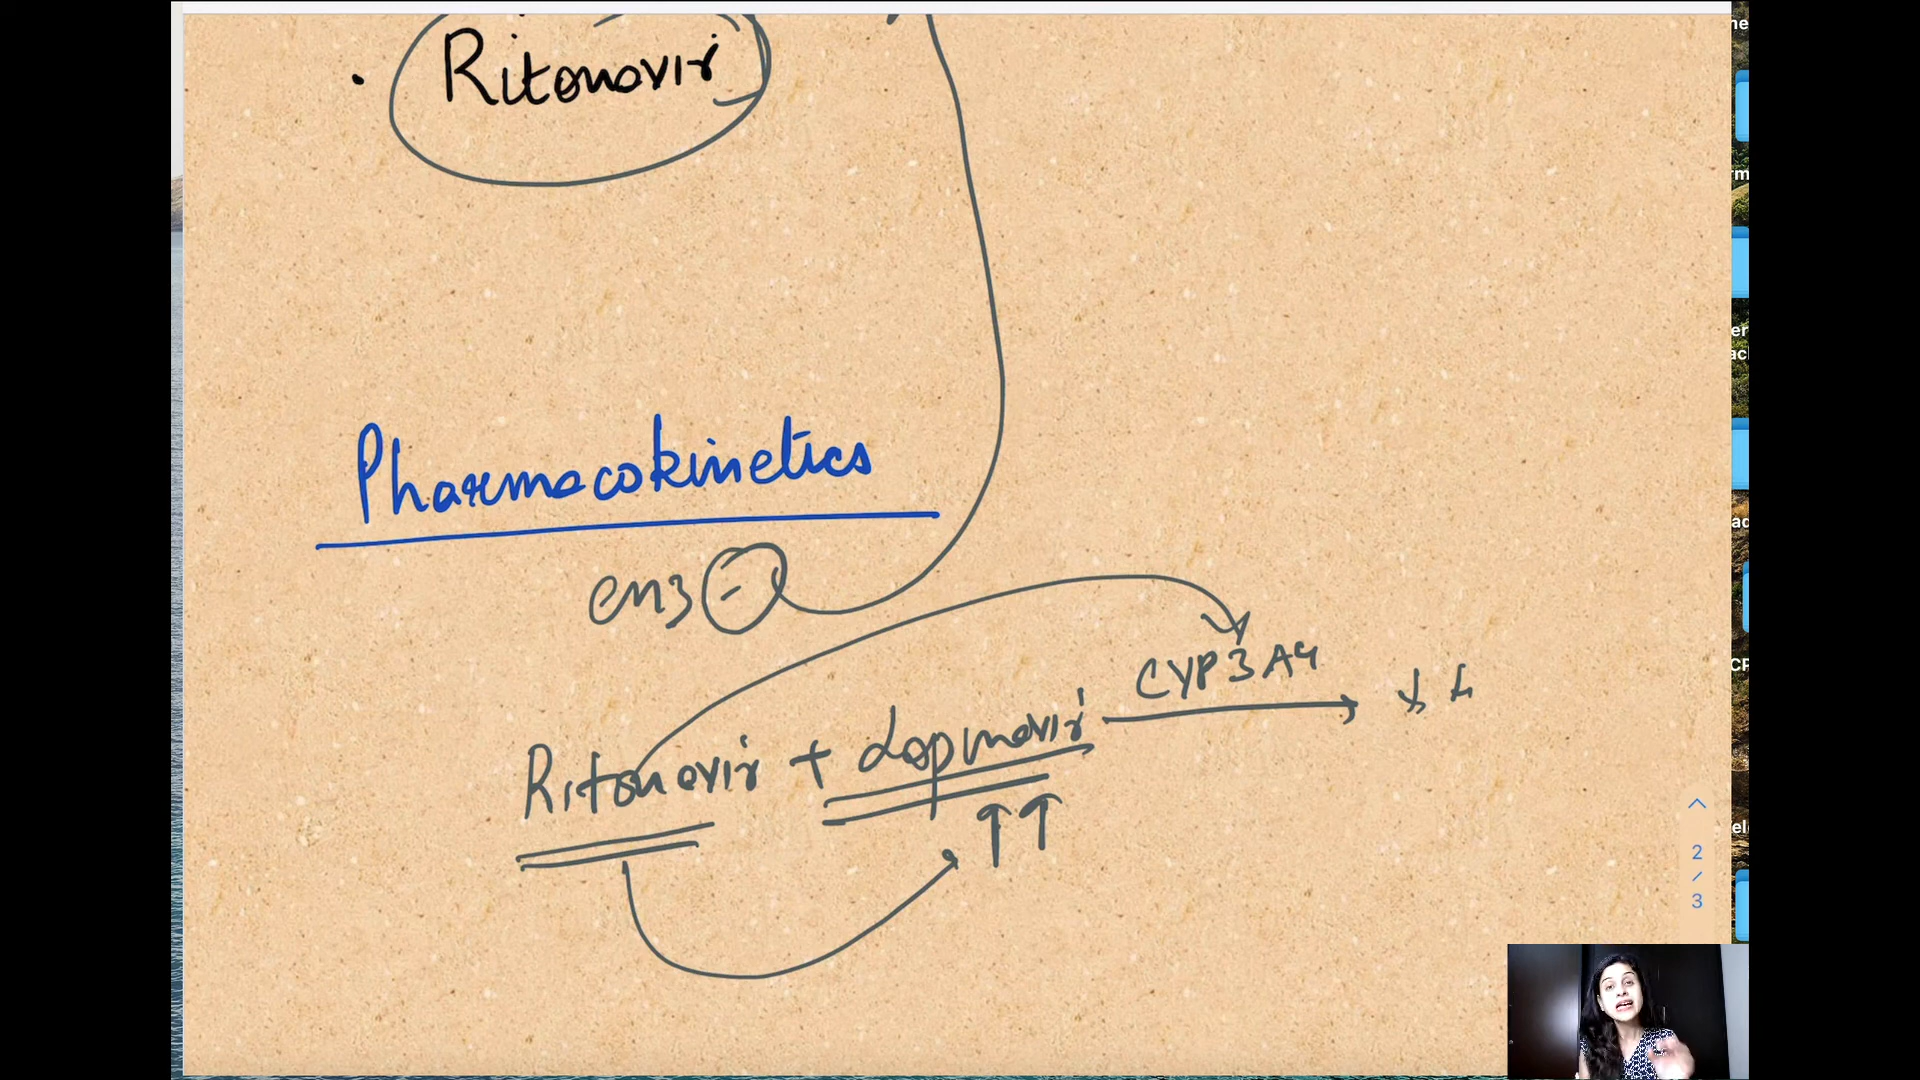 . Ritonavir
Pharmacokinetics
enz -
CYP3A4
Ritonavir + Lopinavir
↑↑
2
/
3